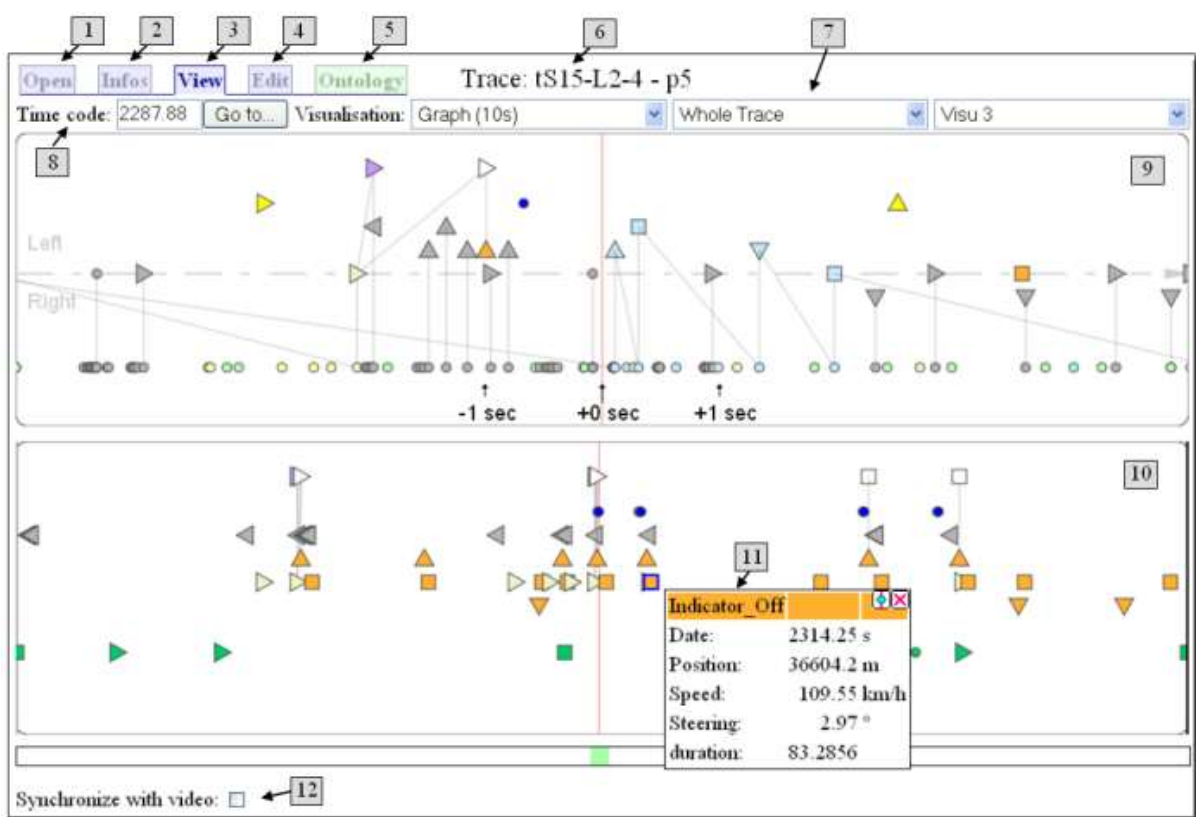 1 2 3 4 5 6 7
Open Infos View Edit Ontology Trace: tS15-L2-4 - p5
Time code: 2287.88 Go to... Visualisation: Graph (10s) Whole Trace Visu 3
8
9
Left
Right
-1 sec +0 sec +1 sec
10
11
Indicator_Off
Date: 2314.25 s
Position: 36604.2 m
Speed: 109.55 km/h
Steering: 2.97 °
duration: 83.2856
Synchronize with video: 12